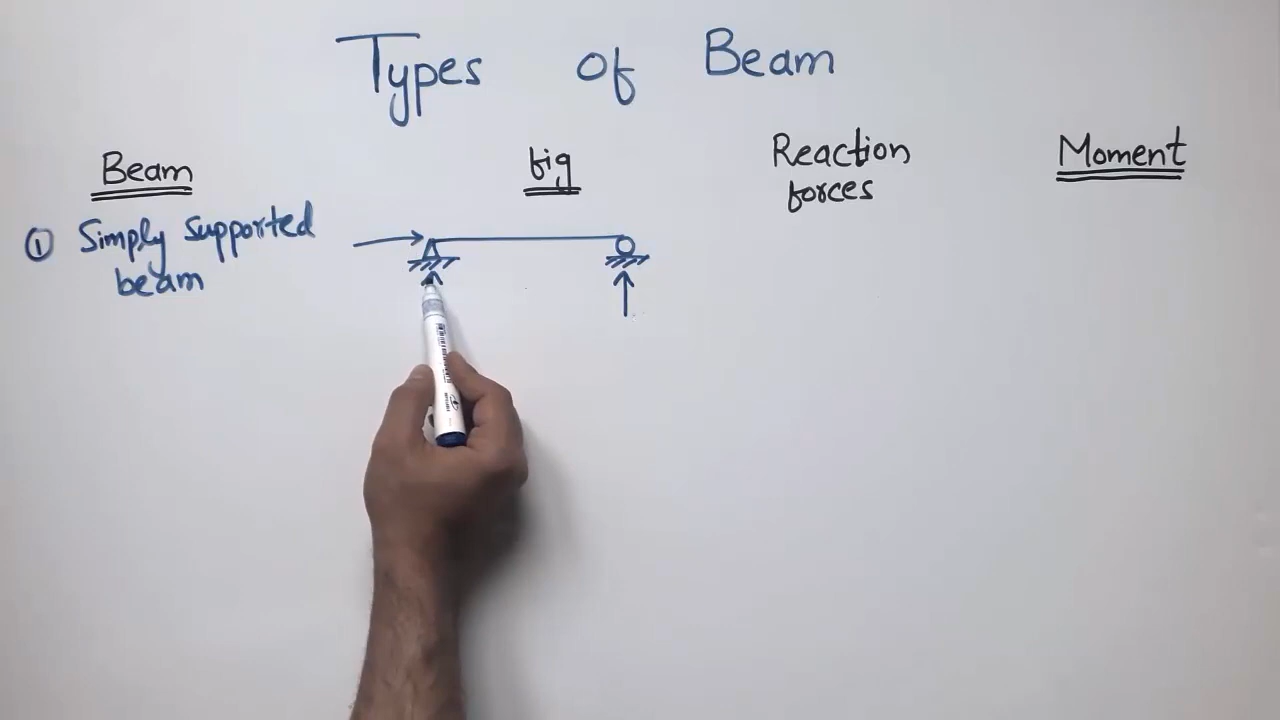 Types of Beam
Beam fig Reaction forces Moment
① Simply supported
beam